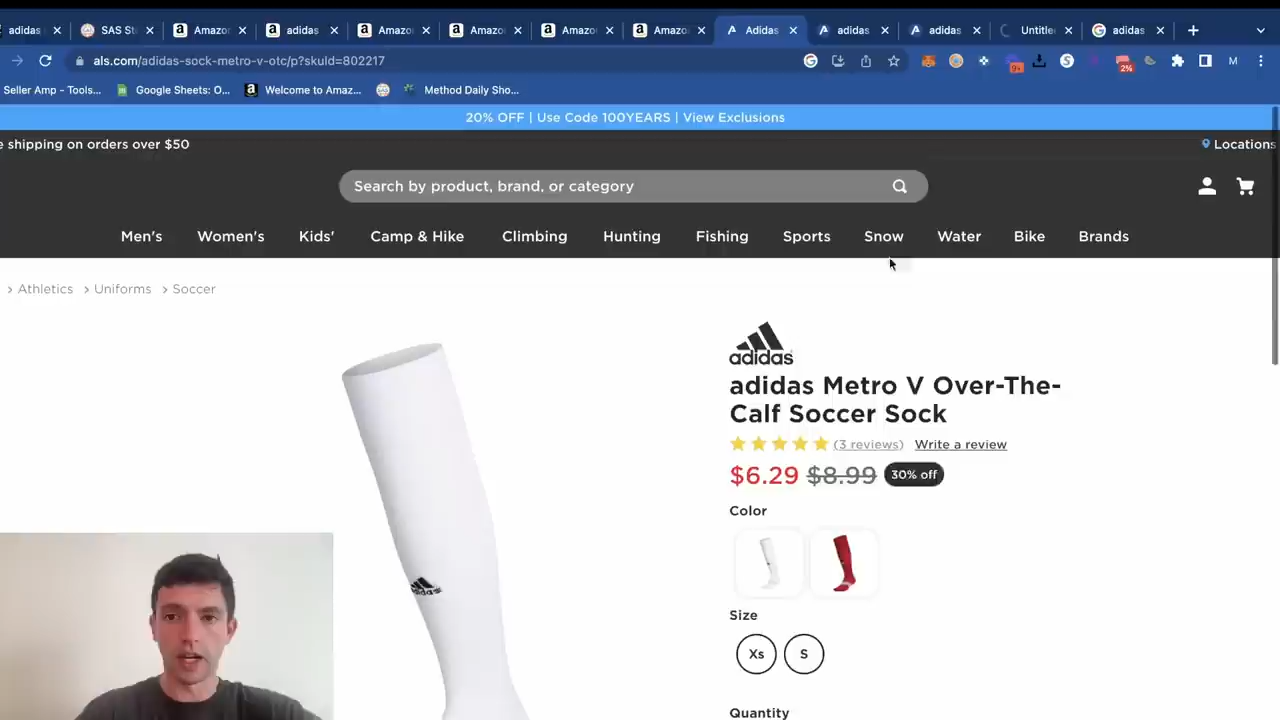 adidas
SAS St
Amazon
adidas
Amazo
Amazo
Amazo
Amazo
Adidas
adidas
adidas
Untitle
adidas
als.com/adidas-sock-metro-v-otc/p?skuId=802217
9+
2%
M
Seller Amp - Tools...
Google Sheets: O...
Welcome to Amaz...
Method Daily Sho...
20% OFF | Use Code 100YEARS | View Exclusions
e shipping on orders over $50
Locations
Search by product, brand, or category
Men's
Women's
Kids'
Camp & Hike
Climbing
Hunting
Fishing
Sports
Snow
Water
Bike
Brands
> Athletics > Uniforms > Soccer
adidas
adidas Metro V Over-The-
Calf Soccer Sock
(3 reviews) Write a review
$6.29 $8.99 30% off
Color
adidas
Size
Xs
S
Quantity